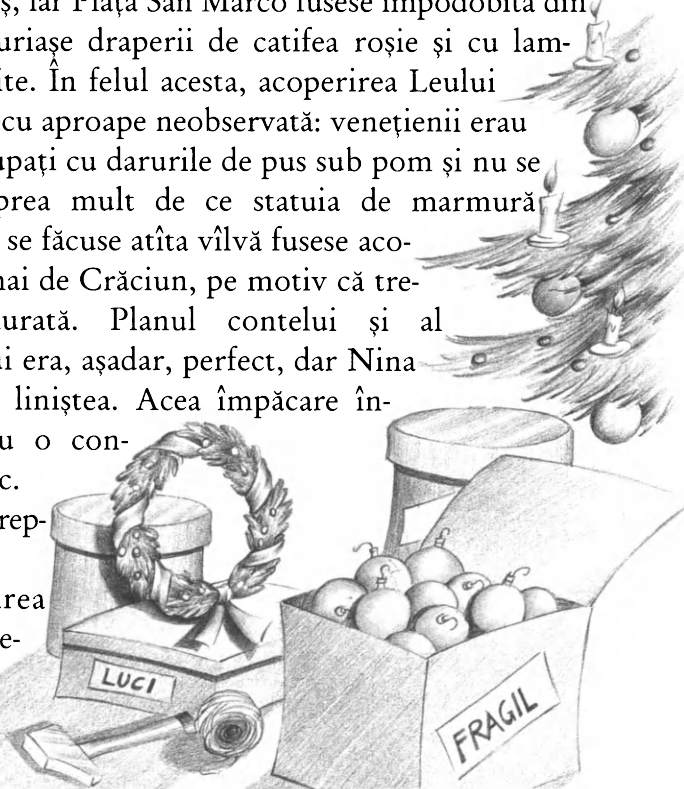 ș, iar Piața San Marco fusese împodobită din
uriașe draperii de catifea roșie și cu lam-
ite. În felul acesta, acoperirea Leului
cu aproape neobservată: venețienii erau
upați cu darurile de pus sub pom și nu se
prea mult de ce statuia de marmură
se făcuse atîta vîlvă fusese aco-
nai de Crăciun, pe motiv că tre-
urată. Planul contelui și al
i era, așadar, perfect, dar Nina
liniștea. Acea împăcare în-
u o con-
c.
rep-
area
e-
LUCI
FRAGIL